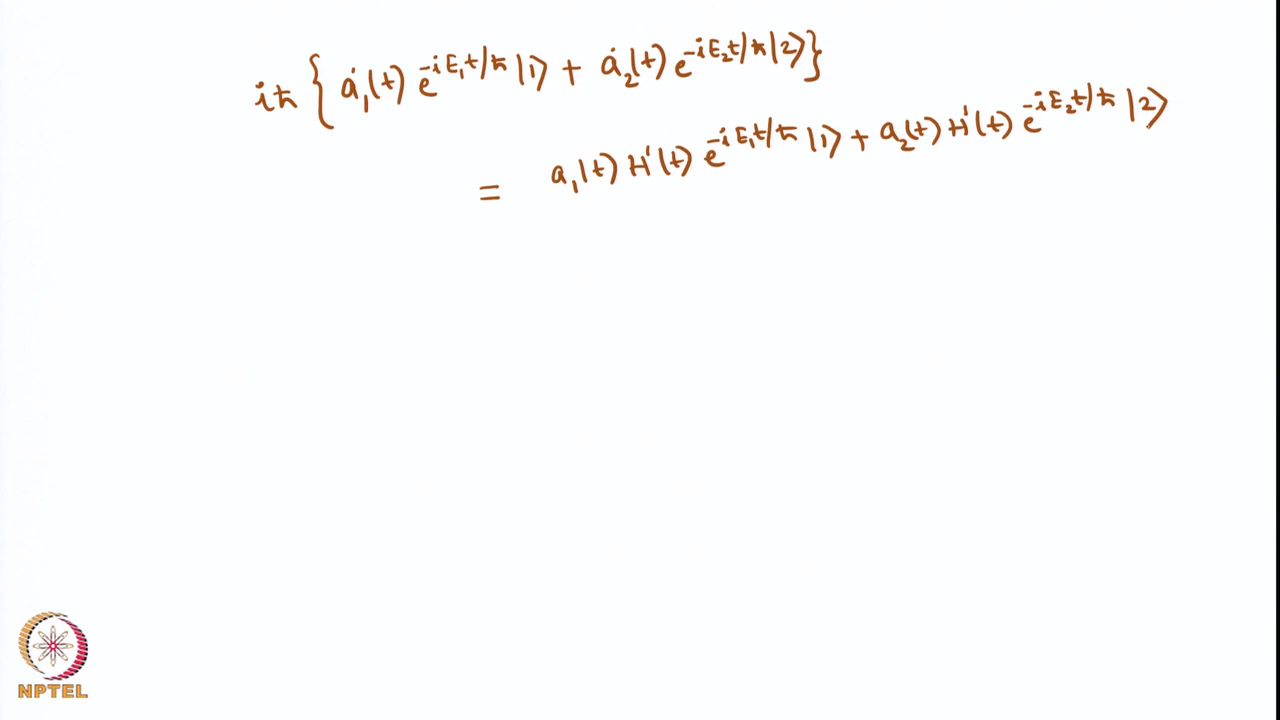 iħ { ȧ₁(t) e^{-iE₁t/ħ} |1⟩ + ȧ₂(t) e^{-iE₂t/ħ} |2⟩ }
= a₁(t) H'(t) e^{-iE₁t/ħ} |1⟩ + a₂(t) H'(t) e^{-iE₂t/ħ} |2⟩
NPTEL